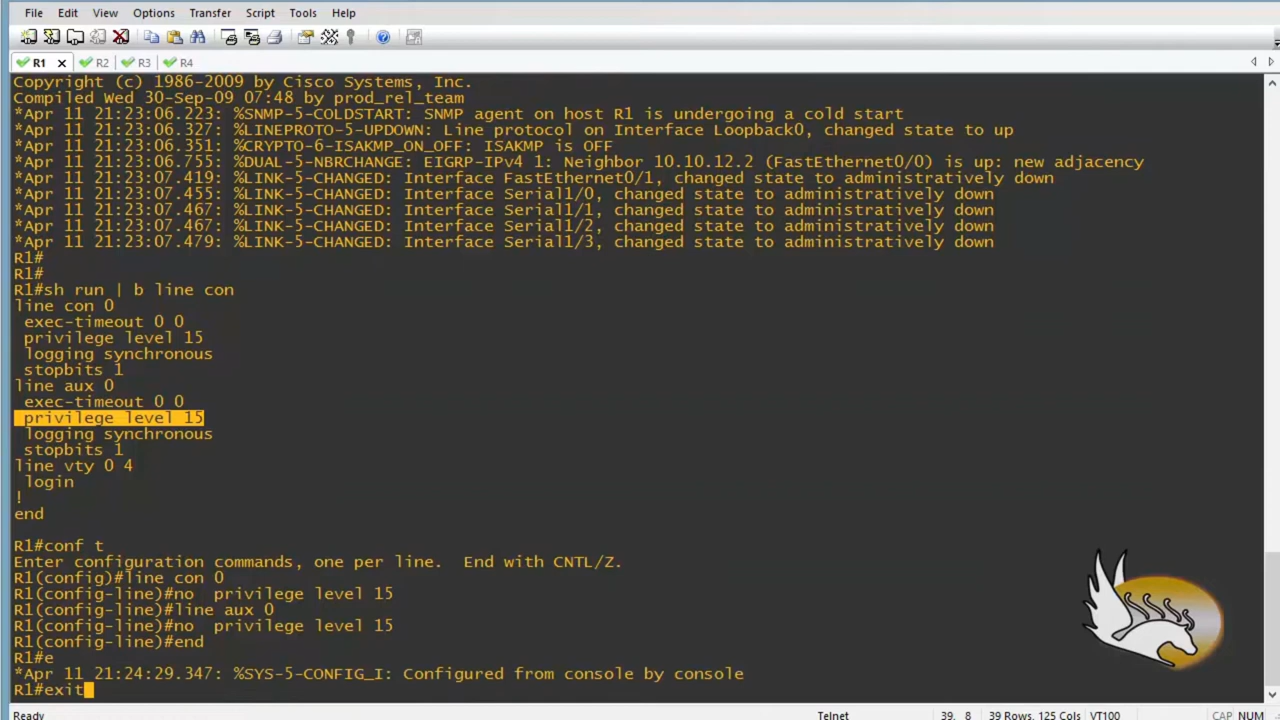 File Edit View Options Transfer Script Tools Help
R1 x R2 R3 R4
Copyright (c) 1986-2009 by Cisco Systems, Inc.
Compiled Wed 30-Sep-09 07:48 by prod_rel_team
*Apr 11 21:23:06.223: %SNMP-5-COLDSTART: SNMP agent on host R1 is undergoing a cold start
*Apr 11 21:23:06.327: %LINEPROTO-5-UPDOWN: Line protocol on Interface Loopback0, changed state to up
*Apr 11 21:23:06.351: %CRYPTO-6-ISAKMP_ON_OFF: ISAKMP is OFF
*Apr 11 21:23:06.755: %DUAL-5-NBRCHANGE: EIGRP-IPv4 1: Neighbor 10.10.12.2 (FastEthernet0/0) is up: new adjacency
*Apr 11 21:23:07.419: %LINK-5-CHANGED: Interface FastEthernet0/1, changed state to administratively down
*Apr 11 21:23:07.455: %LINK-5-CHANGED: Interface Serial1/0, changed state to administratively down
*Apr 11 21:23:07.467: %LINK-5-CHANGED: Interface Serial1/1, changed state to administratively down
*Apr 11 21:23:07.467: %LINK-5-CHANGED: Interface Serial1/2, changed state to administratively down
*Apr 11 21:23:07.479: %LINK-5-CHANGED: Interface Serial1/3, changed state to administratively down
R1#
R1#
R1#sh run | b line con
line con 0
 exec-timeout 0 0
 privilege level 15
 logging synchronous
 stopbits 1
line aux 0
 exec-timeout 0 0
 privilege level 15
 logging synchronous
 stopbits 1
line vty 0 4
 login
!
end
R1#conf t
Enter configuration commands, one per line.  End with CNTL/Z.
R1(config)#line con 0
R1(config-line)#no  privilege level 15
R1(config-line)#line aux 0
R1(config-line)#no  privilege level 15
R1(config-line)#end
R1#e
*Apr 11 21:24:29.347: %SYS-5-CONFIG_I: Configured from console by console
R1#exit
Ready Telnet 39, 8 39 Rows, 125 Cols VT100 CAP NUM